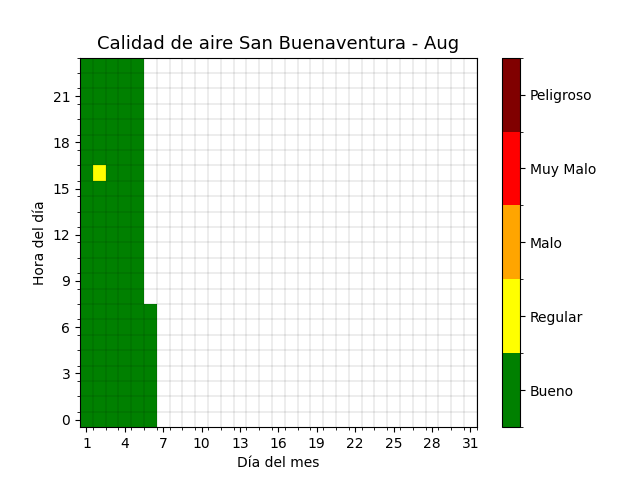 Calidad de aire San Buenaventura - Aug
Hora del día
21
18
15
12
9
6
3
0
1 4 7 10 13 16 19 22 25 28 31
Día del mes
Peligroso
Muy Malo
Malo
Regular
Bueno